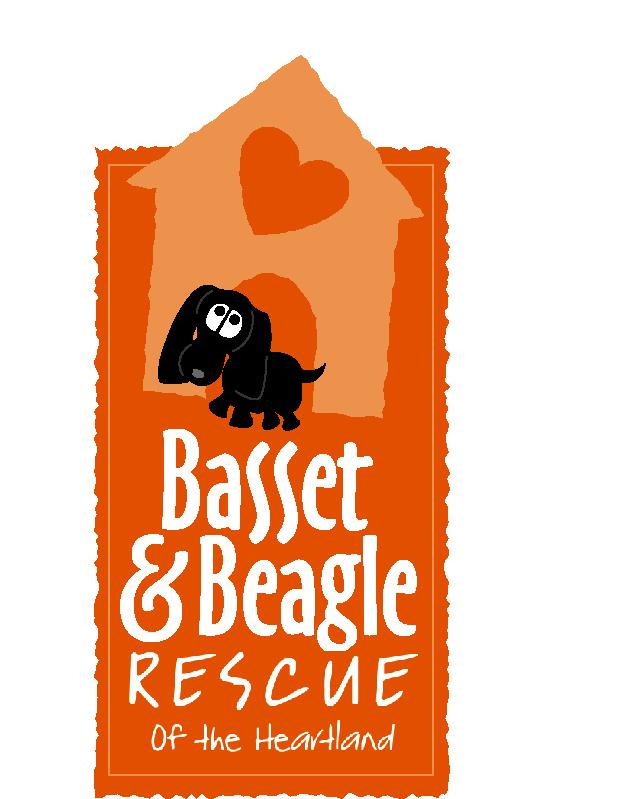 Basset
& Beagle
RESCUE
Of the Heartland